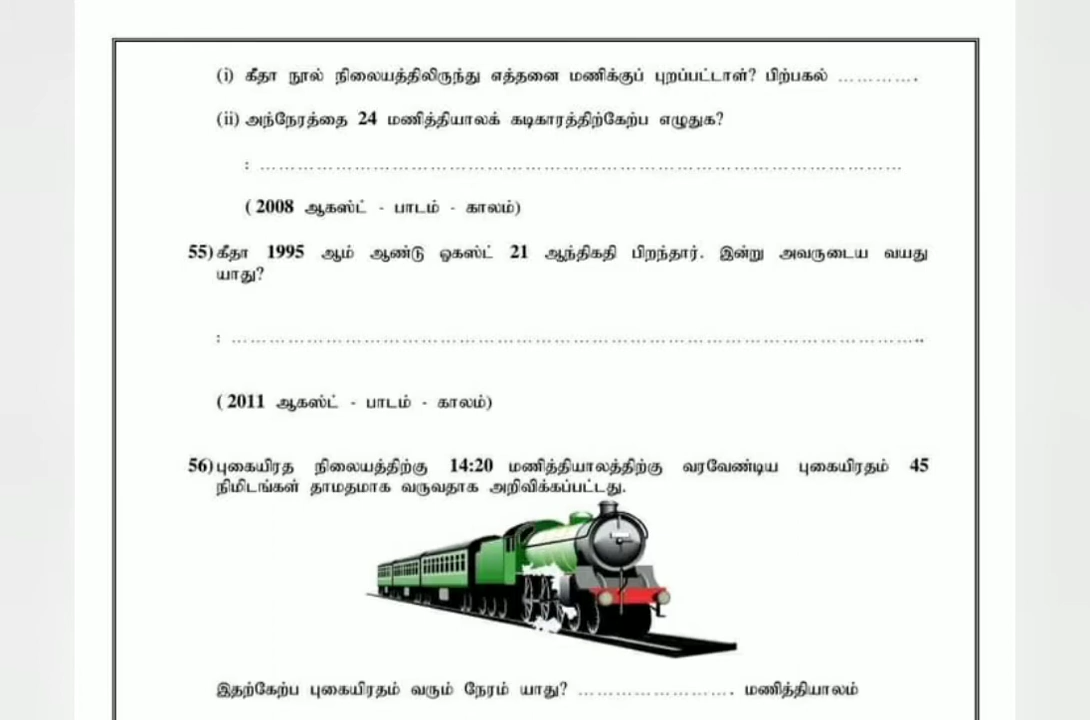 (i) கீதா நூல் நிலையத்திலிருந்து எத்தனை மணிக்குப் புறப்பட்டாள்? பிற்பகல் ………….
(ii) அந்நேரத்தை 24 மணித்தியாலக் கடிகாரத்திற்கேற்ப எழுதுக?
: ……………………………………………………………………………………
( 2008 ஆகஸ்ட் - பாடம் - காலம்)
55) கீதா 1995 ஆம் ஆண்டு ஓகஸ்ட் 21 ஆந்திகதி பிறந்தார். இன்று அவருடைய வயது
யாது?
: …………………………………………………………………………………………..
( 2011 ஆகஸ்ட் - பாடம் - காலம்)
56) புகையிரத நிலையத்திற்கு 14:20 மணித்தியாலத்திற்கு வரவேண்டிய புகையிரதம் 45
நிமிடங்கள் தாமதமாக வருவதாக அறிவிக்கப்பட்டது.
இதற்கேற்ப புகையிரதம் வரும் நேரம் யாது? ……………………. மணித்தியாலம்